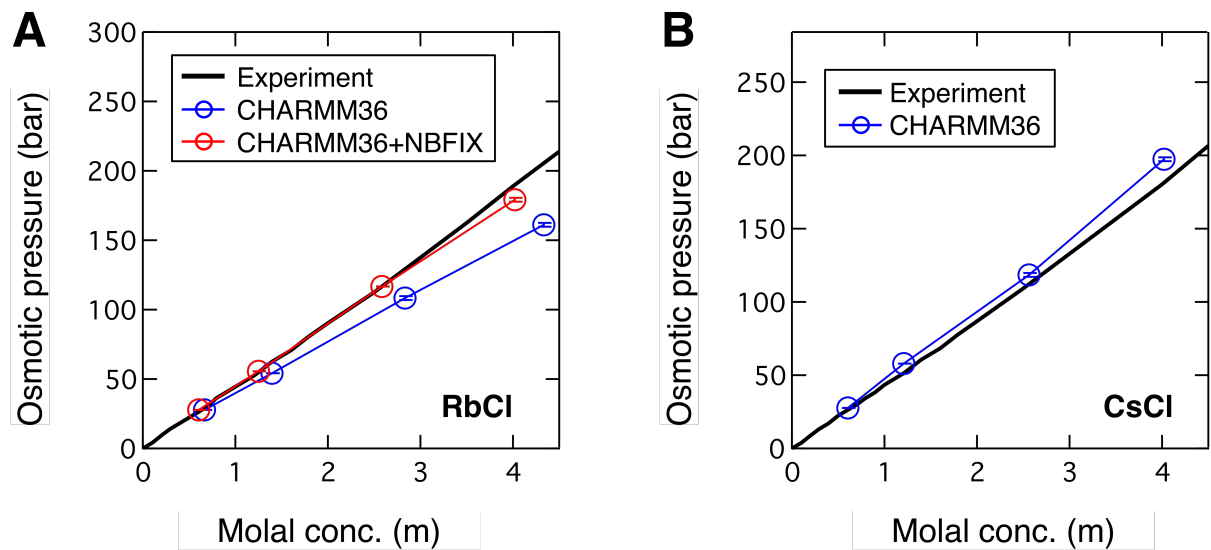 A
Osmotic pressure (bar)
300
250
200
150
100
50
0
Experiment
CHARMM36
CHARMM36+NBFIX
RbCl
0 1 2 3 4
Molal conc. (m)
B
Osmotic pressure (bar)
250
200
150
100
50
0
Experiment
CHARMM36
CsCl
0 1 2 3 4
Molal conc. (m)